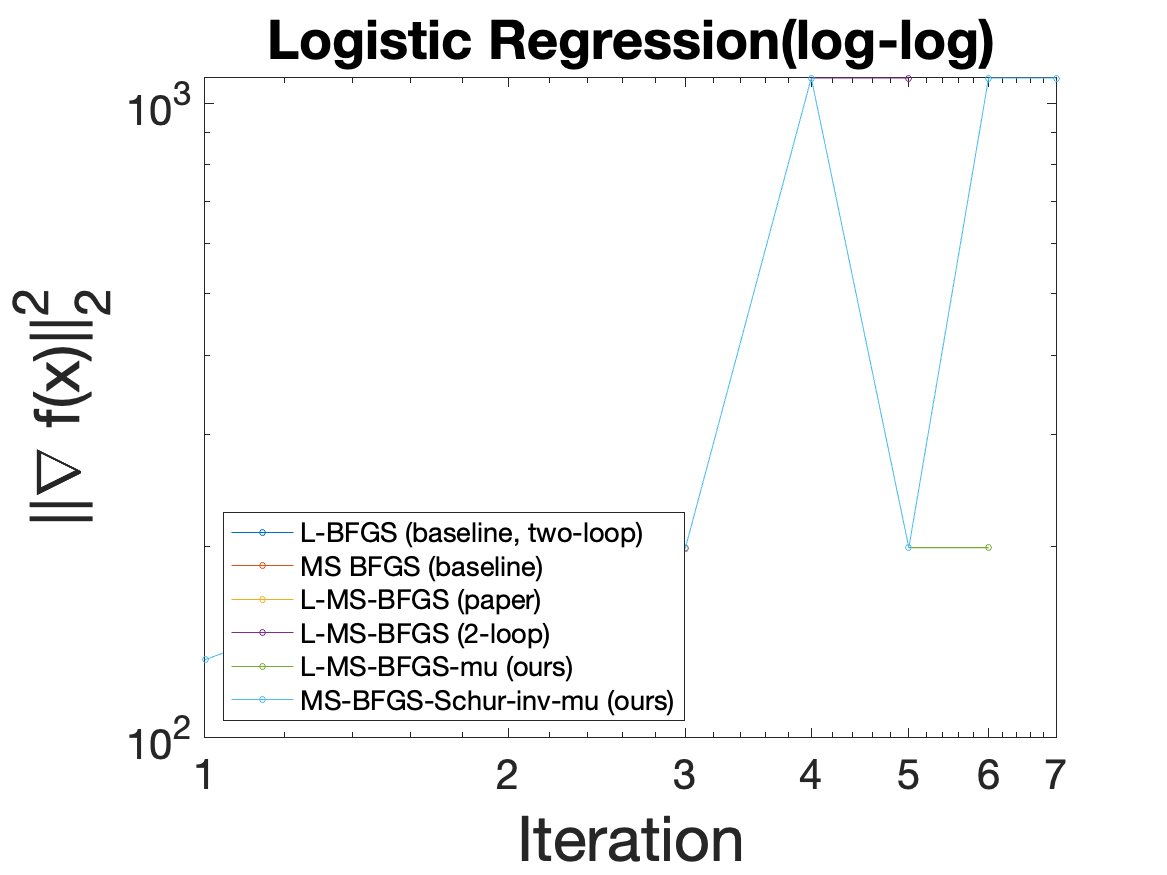 Logistic Regression(log-log)
10^3
10^2
||∇ f(x)||_2^2
L-BFGS (baseline, two-loop)
MS BFGS (baseline)
L-MS-BFGS (paper)
L-MS-BFGS (2-loop)
L-MS-BFGS-mu (ours)
MS-BFGS-Schur-inv-mu (ours)
1 2 3 4 5 6 7
Iteration